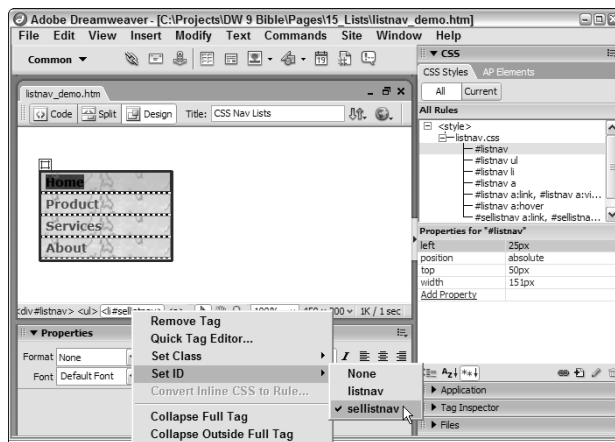 Adobe Dreamweaver - [C:\Projects\DW 9 Bible\Pages\15_Lists\listnav_demo.htm]
File Edit View Insert Modify Text Commands Site Window Help
Common
CSS
CSS Styles AP Elements
All Current
All Rules
<style>
listnav.css
#listnav
#listnav ul
#listnav li
#listnav a
#listnav a:link, #listnav a:vi...
#listnav a:hover
#sellistnav a:link, #sellistna...
Properties for "#listnav"
left 25px
position absolute
top 50px
width 151px
Add Property
Application
Tag Inspector
Files
listnav_demo.htm
Code Split Design Title: CSS Nav Lists
Home
Product
Services
About
<div#listnav> <ul> <li#sellistnav> 1K / 1 sec
Properties
Format None
Font Default Font
Remove Tag
Quick Tag Editor...
Set Class
Set ID
Convert Inline CSS to Rule...
Collapse Full Tag
Collapse Outside Full Tag
None
listnav
sellistnav